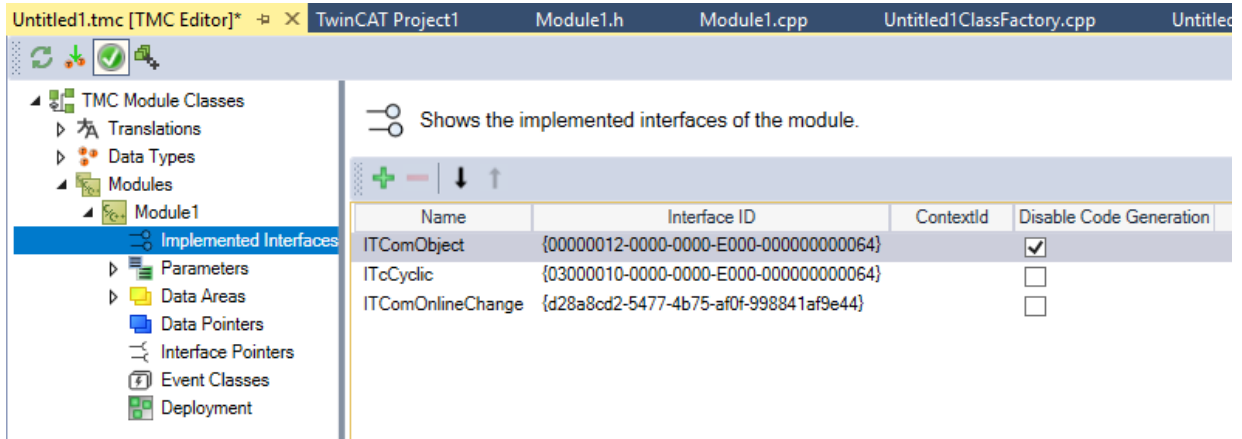 Untitled1.tmc [TMC Editor]* TwinCAT Project1 Module1.h Module1.cpp Untitled1ClassFactory.cpp Untitled
TMC Module Classes
Translations
Data Types
Modules
Module1
Implemented Interfaces
Parameters
Data Areas
Data Pointers
Interface Pointers
Event Classes
Deployment
Shows the implemented interfaces of the module.
Name Interface ID ContextId Disable Code Generation
ITComObject {00000012-0000-0000-E000-000000000064}
ITcCyclic {03000010-0000-0000-E000-000000000064}
ITComOnlineChange {d28a8cd2-5477-4b75-af0f-998841af9e44}